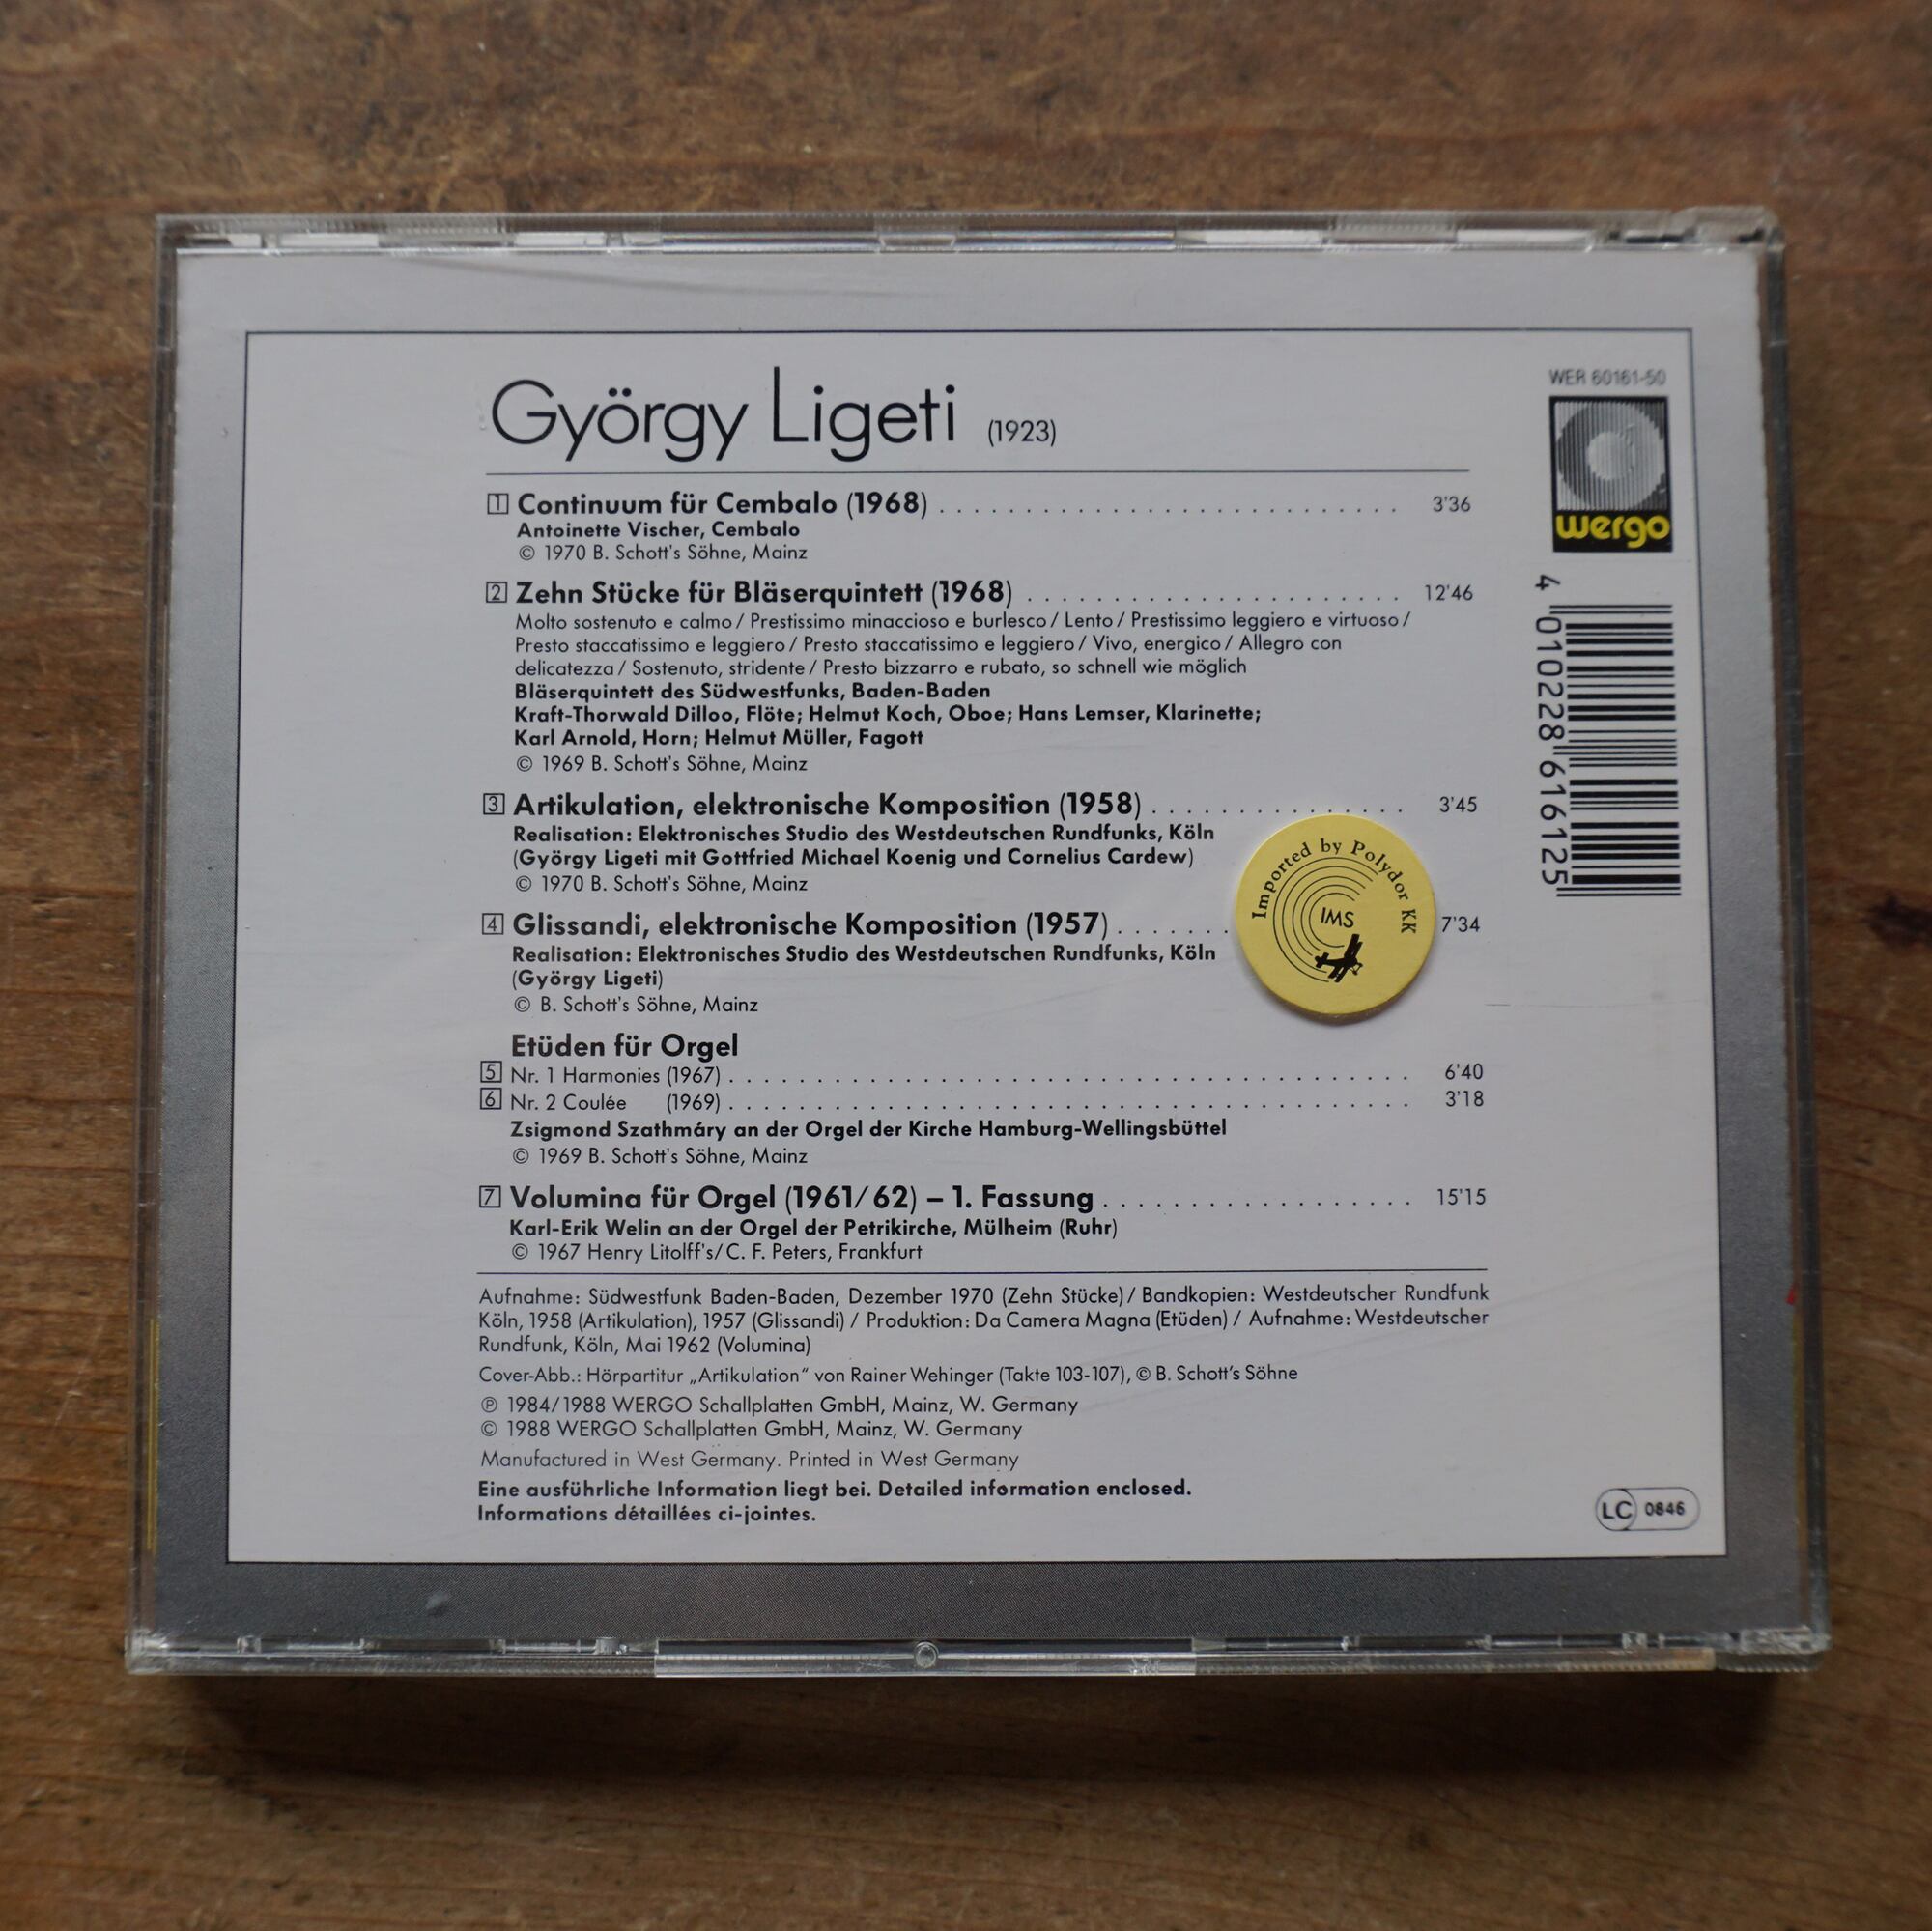 György Ligeti (1923)
1 Continuum für Cembalo (1968) 3'36
Antoinette Vischer, Cembalo
© 1970 B. Schott's Söhne, Mainz
2 Zehn Stücke für Bläserquintett (1968) 12'46
Molto sostenuto e calmo / Prestissimo minaccioso e burlesco / Lento / Prestissimo leggiero e virtuoso /
Presto staccatissimo e leggiero / Presto staccatissimo e leggiero / Vivo, energico / Allegro con
delicatezza / Sostenuto, stridente / Presto bizzarro e rubato, so schnell wie möglich
Bläserquintett des Südwestfunks, Baden-Baden
Kraft-Thorwald Dilloo, Flöte; Helmut Koch, Oboe; Hans Lemser, Klarinette;
Karl Arnold, Horn; Helmut Müller, Fagott
© 1969 B. Schott's Söhne, Mainz
3 Artikulation, elektronische Komposition (1958) 3'45
Realisation: Elektronisches Studio des Westdeutschen Rundfunks, Köln
(György Ligeti mit Gottfried Michael Koenig und Cornelius Cardew)
© 1970 B. Schott's Söhne, Mainz
4 Glissandi, elektronische Komposition (1957) 7'34
Realisation: Elektronisches Studio des Westdeutschen Rundfunks, Köln
(György Ligeti)
© B. Schott's Söhne, Mainz
Etüden für Orgel
5 Nr. 1 Harmonies (1967) 6'40
6 Nr. 2 Coulée (1969) 3'18
Zsigmond Szathmáry an der Orgel der Kirche Hamburg-Wellingsbüttel
© 1969 B. Schott's Söhne, Mainz
7 Volumina für Orgel (1961/62) – 1. Fassung 15'15
Karl-Erik Welin an der Orgel der Petrikirche, Mülheim (Ruhr)
© 1967 Henry Litolff's/C. F. Peters, Frankfurt
Aufnahme: Südwestfunk Baden-Baden, Dezember 1970 (Zehn Stücke) / Bandkopien: Westdeutscher Rundfunk
Köln, 1958 (Artikulation), 1957 (Glissandi) / Produktion: Da Camera Magna (Etüden) / Aufnahme: Westdeutscher
Rundfunk, Köln, Mai 1962 (Volumina)
Cover-Abb.: Hörpartitur „Artikulation“ von Rainer Wehinger (Takte 103-107), © B. Schott's Söhne
℗ 1984/1988 WERGO Schallplatten GmbH, Mainz, W. Germany
© 1988 WERGO Schallplatten GmbH, Mainz, W. Germany
Manufactured in West Germany. Printed in West Germany
Eine ausführliche Information liegt bei. Detailed information enclosed.
Informations détaillées ci-jointes.
WER 60161-50
wergo
4 010228 616125
Imported by Polydor KK
IMS
LC 0846